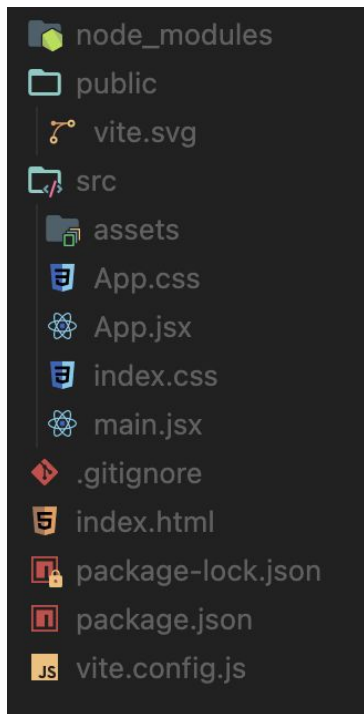 node_modules
public
vite.svg
src
assets
App.css
App.jsx
index.css
main.jsx
.gitignore
index.html
package-lock.json
package.json
JS vite.config.js